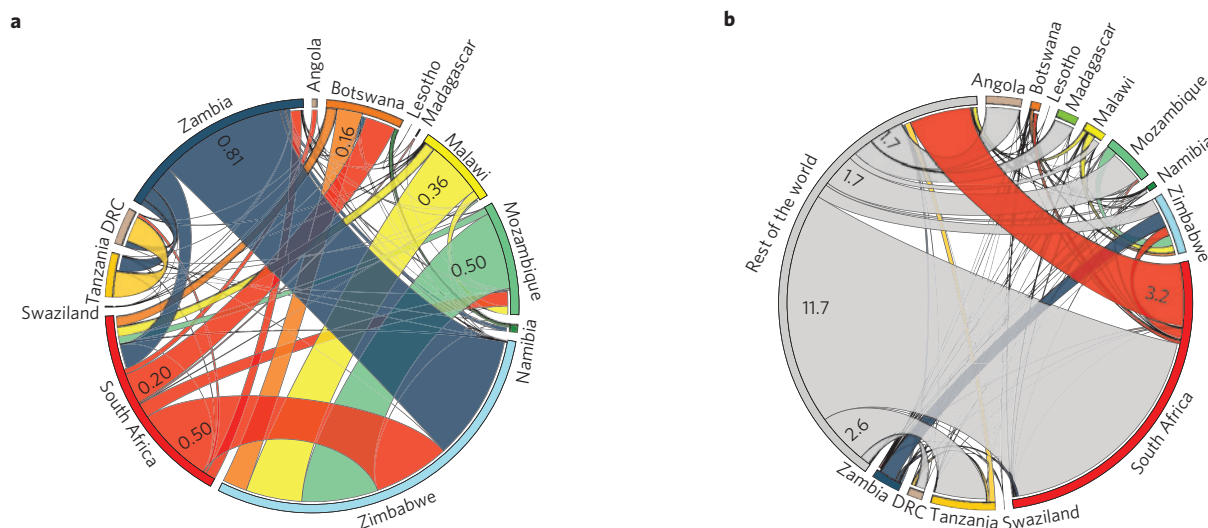 a
Angola
Botswana
Lesotho
Madagascar
Malawi
Mozambique
Namibia
Zimbabwe
South Africa
Swaziland
Tanzania
DRC
Zambia
0.81
0.16
0.36
0.50
0.20
0.50
b
Angola
Botswana
Lesotho
Madagascar
Malawi
Mozambique
Namibia
Zimbabwe
South Africa
Swaziland
Tanzania
DRC
Zambia
Rest of the world
1.7
1.7
11.7
2.6
3.2